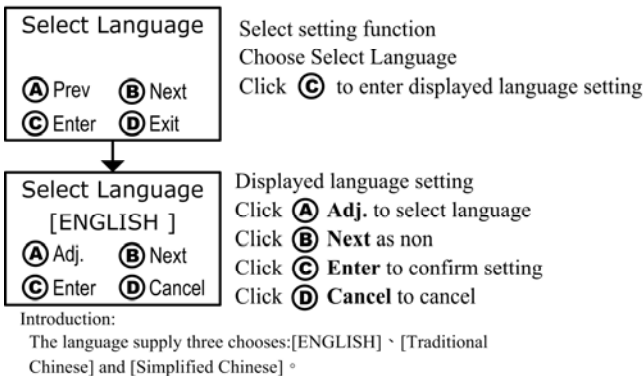 Select Language
Ⓐ Prev Ⓑ Next
Ⓒ Enter Ⓓ Exit
Select setting function
Choose Select Language
Click Ⓒ to enter displayed language setting
Select Language
[ENGLISH ]
Ⓐ Adj. Ⓑ Next
Ⓒ Enter Ⓓ Cancel
Displayed language setting
Click Ⓐ Adj. to select language
Click Ⓑ Next as non
Click Ⓒ Enter to confirm setting
Click Ⓓ Cancel to cancel
Introduction:
The language supply three chooses:[ENGLISH]、[Traditional
Chinese] and [Simplified Chinese]。